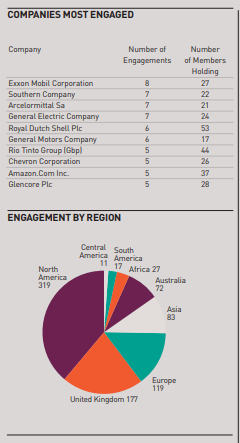 COMPANIES MOST ENGAGED
Company Number of Engagements Number of Members Holding
Exxon Mobil Corporation 8 27
Southern Company 7 22
Arcelormittal Sa 7 21
General Electric Company 7 24
Royal Dutch Shell Plc 6 53
General Motors Company 6 17
Rio Tinto Group (Gbp) 5 44
Chevron Corporation 5 26
Amazon.Com Inc. 5 37
Glencore Plc 5 28
ENGAGEMENT BY REGION
Central America 11
South America 17
Africa 27
North America 319
Australia 72
Asia 83
Europe 119
United Kingdom 177